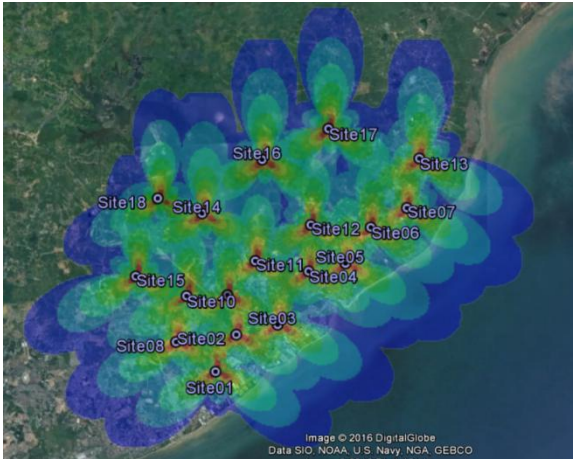 Site17
Site16
Site13
Site18
Site14
Site07
Site12
Site06
Site05
Site11
Site04
Site15
Site10
Site03
Site02
Site08
Site01
Image © 2016 DigitalGlobe
Data SIO, NOAA, U.S. Navy, NGA, GEBCO